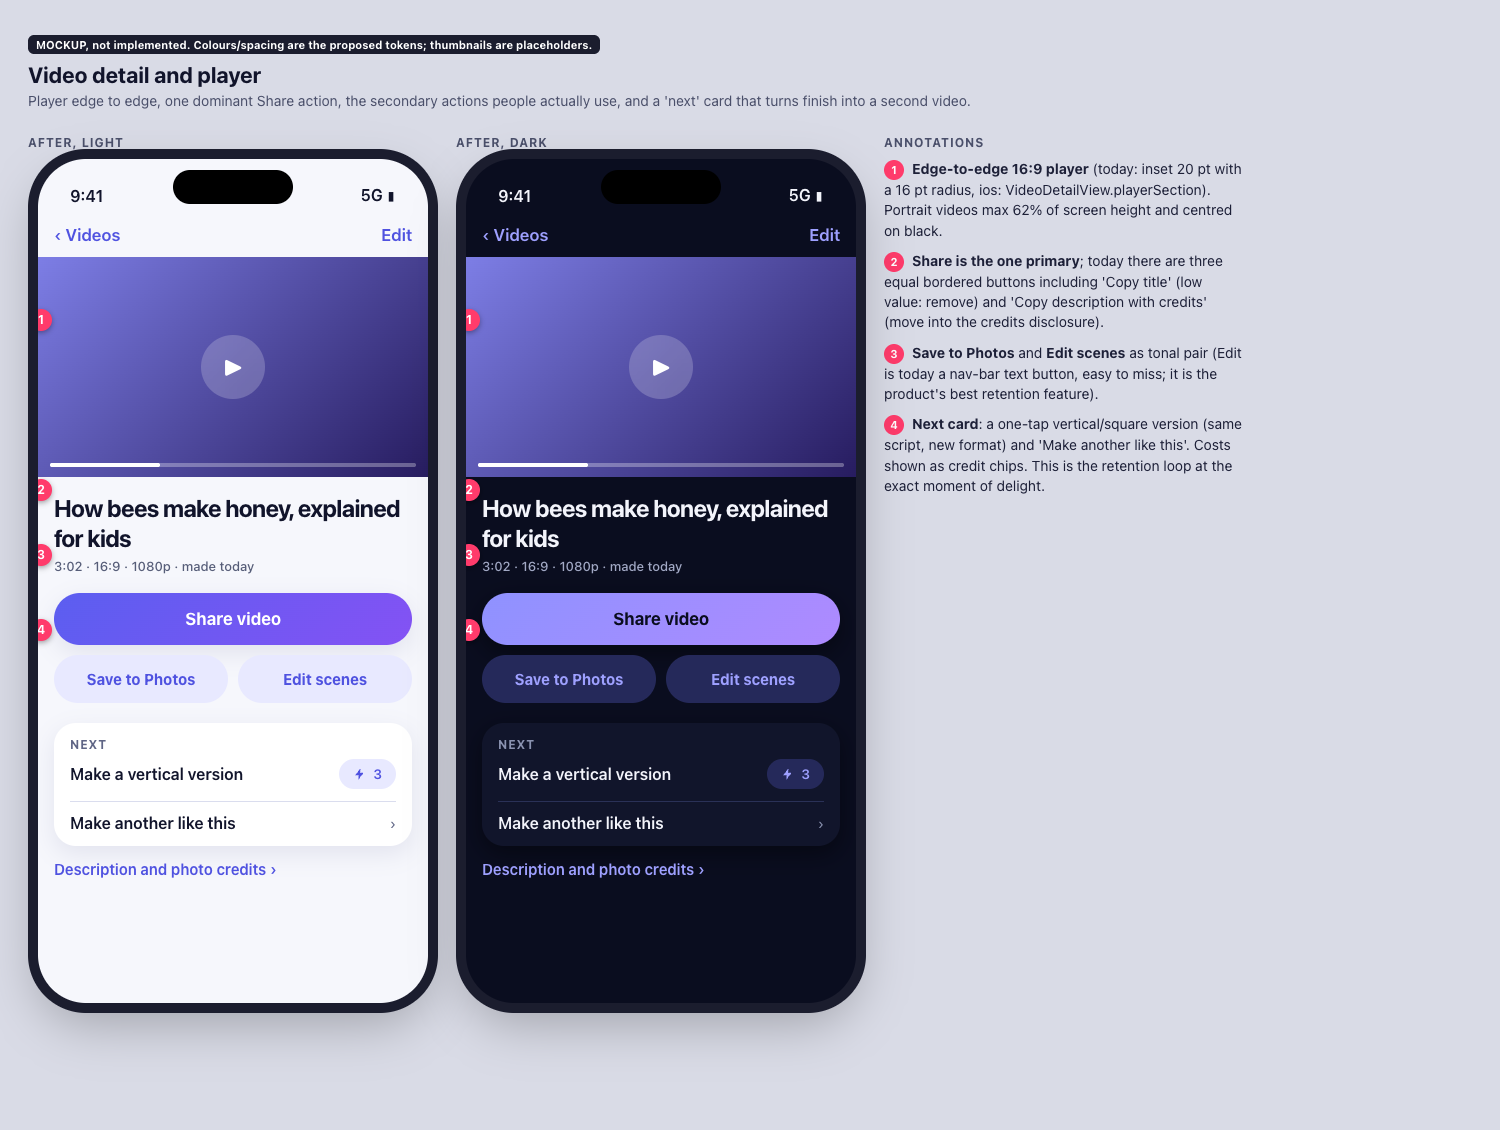 MOCKUP, not implemented. Colours/spacing are the proposed tokens; thumbnails are placeholders.
Video detail and player
Player edge to edge, one dominant Share action, the secondary actions people actually use, and a 'next' card that turns finish into a second video.
AFTER, LIGHT
9:41
5G
‹ Videos
Edit
1
2
How bees make honey, explained
for kids
3
3:02 · 16:9 · 1080p · made today
Share video
4
Save to Photos
Edit scenes
NEXT
Make a vertical version
3
Make another like this ›
Description and photo credits ›
AFTER, DARK
9:41
5G
‹ Videos
Edit
1
2
How bees make honey, explained
for kids
3
3:02 · 16:9 · 1080p · made today
Share video
4
Save to Photos
Edit scenes
NEXT
Make a vertical version
3
Make another like this ›
Description and photo credits ›
ANNOTATIONS
1 Edge-to-edge 16:9 player (today: inset 20 pt with
a 16 pt radius, ios: VideoDetailView.playerSection).
Portrait videos max 62% of screen height and centred
on black.
2 Share is the one primary; today there are three
equal bordered buttons including 'Copy title' (low
value: remove) and 'Copy description with credits'
(move into the credits disclosure).
3 Save to Photos and Edit scenes as tonal pair (Edit
is today a nav-bar text button, easy to miss; it is the
product's best retention feature).
4 Next card: a one-tap vertical/square version (same
script, new format) and 'Make another like this'. Costs
shown as credit chips. This is the retention loop at the
exact moment of delight.